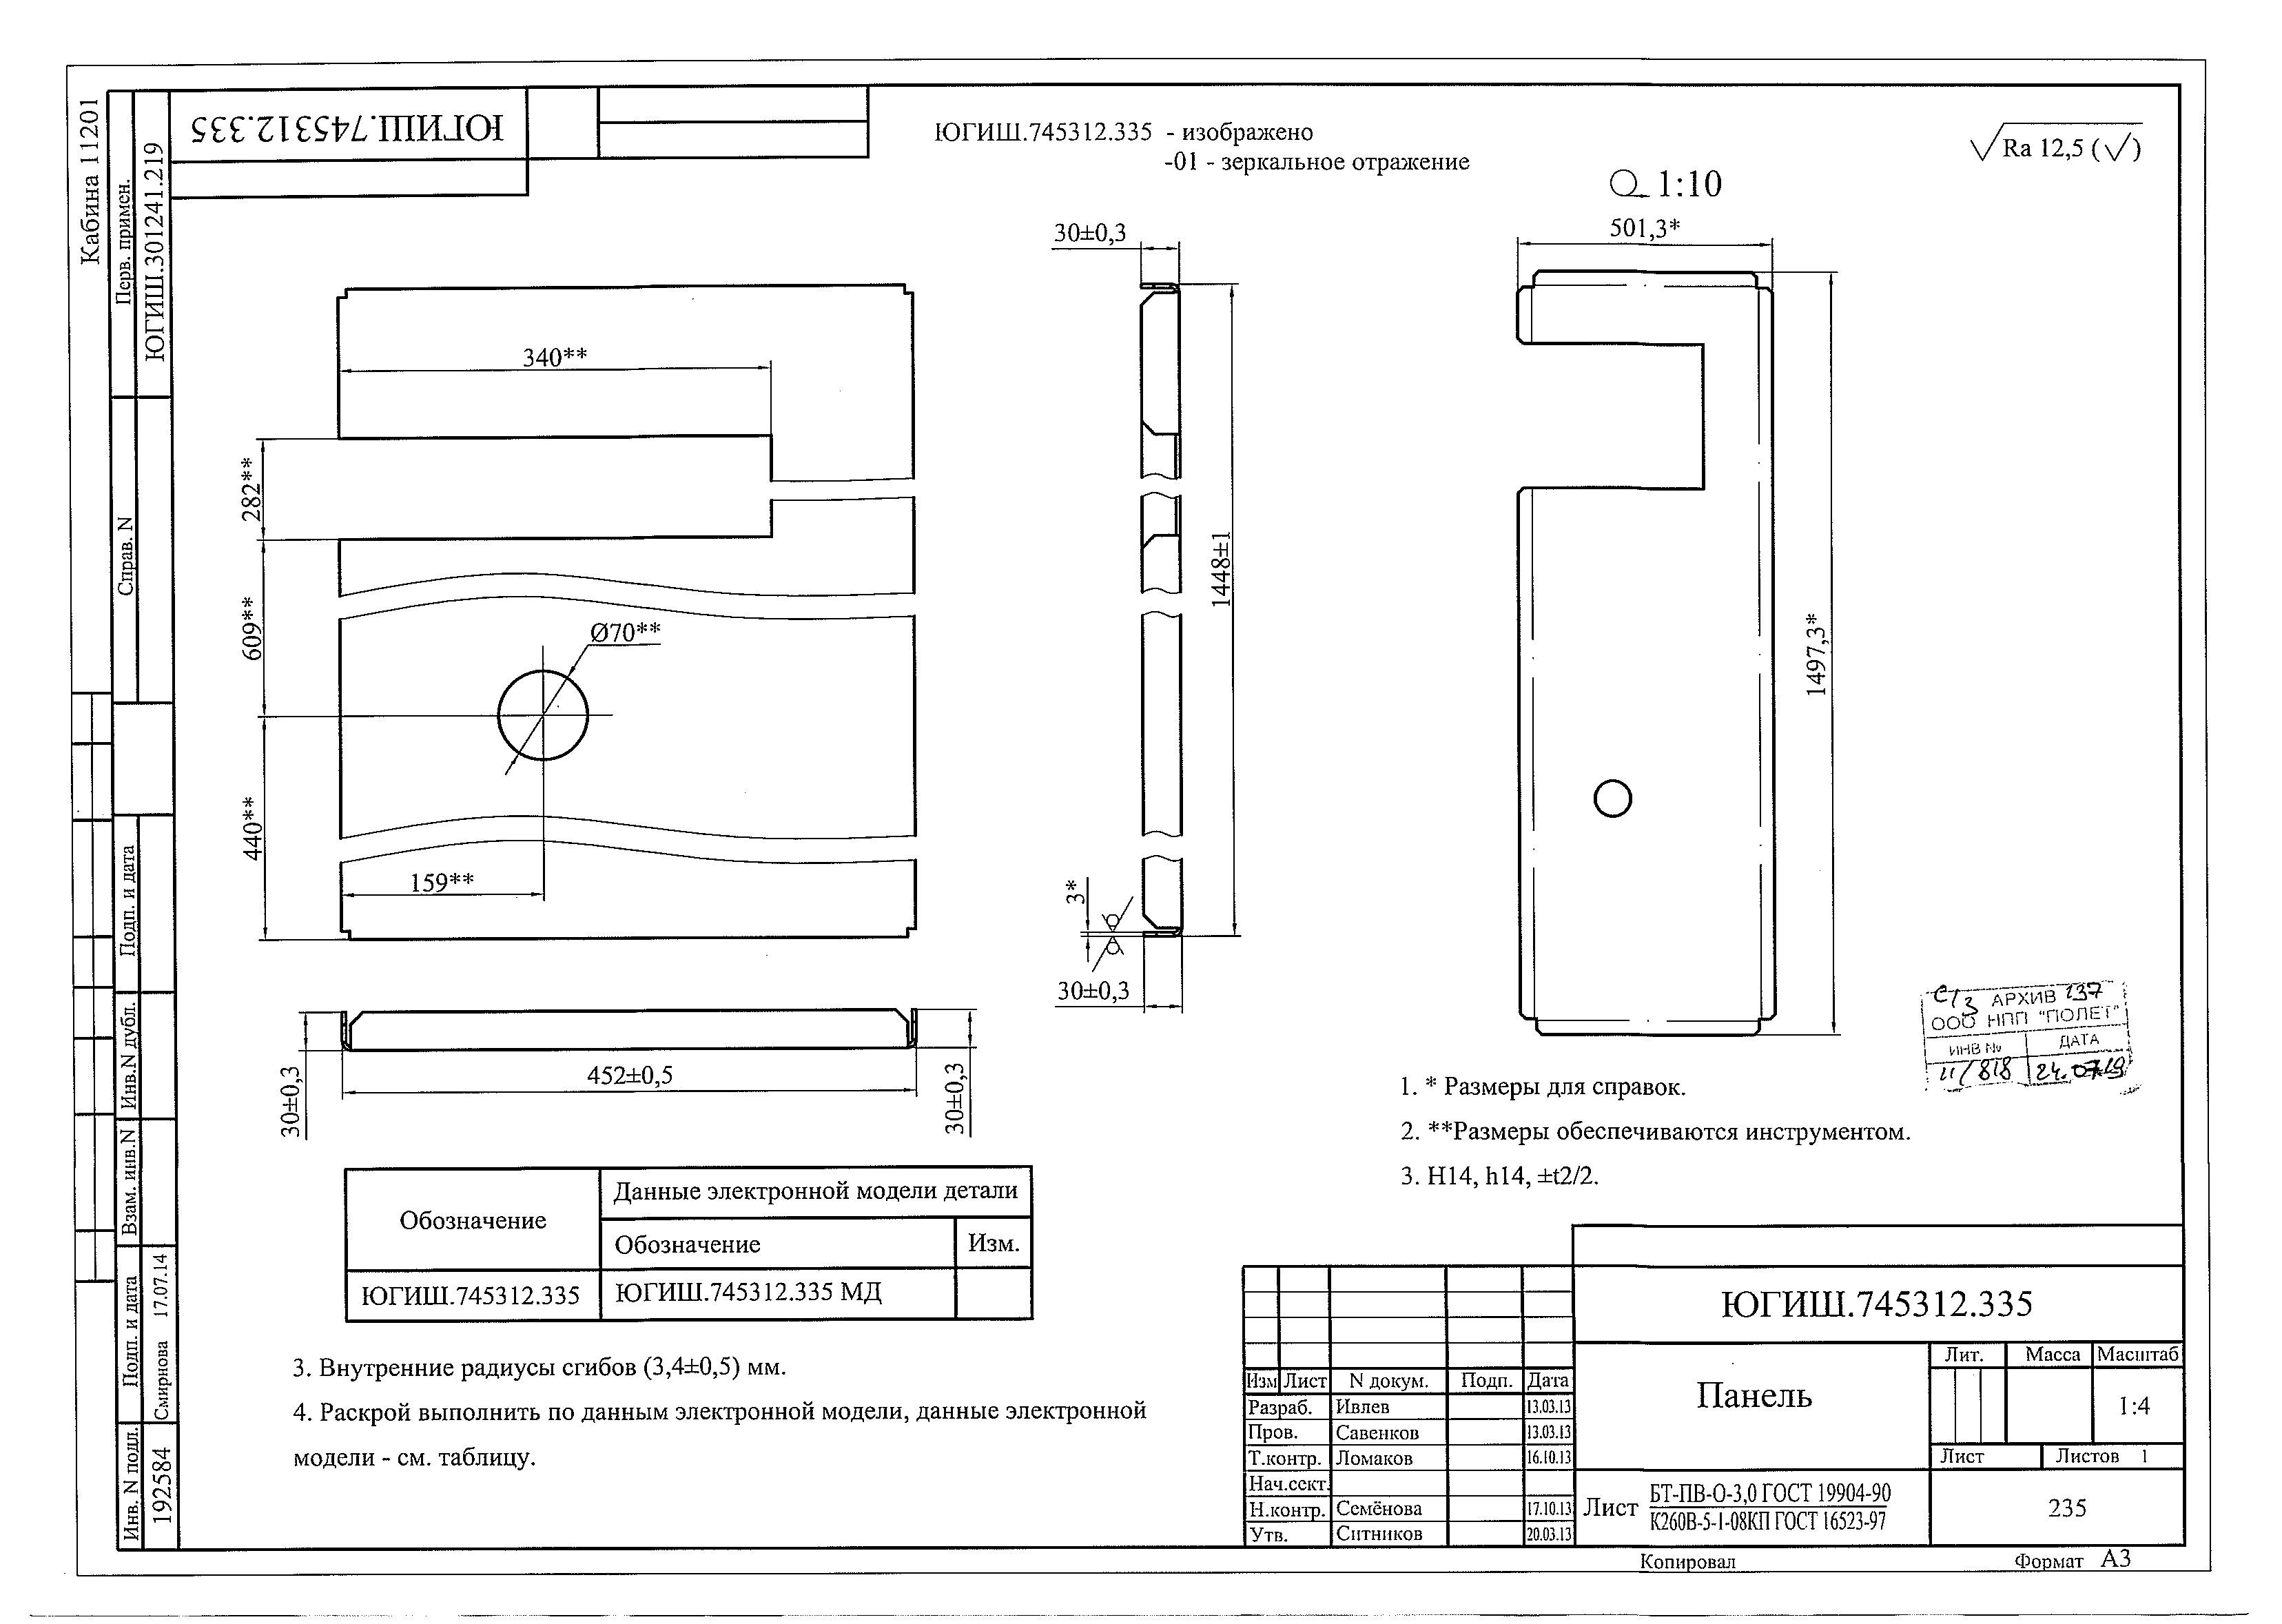 Кабина 11201
Перв. примен.
ЮГИШ.301241.219
Справ. N
Подп. и дата
Инв.N дубл.
Взам. инв.N
Подп. и дата
Смирнова 17.07.14
Инв. N подл.
192584
ЮГИШ.745312.335
ЮГИШ.745312.335 - изображено
-01 - зеркальное отражение
Ra 12,5 (√)
1:10
501,3*
30±0,3
340**
282**
609**
Ø70**
440**
159**
1448±1
1497,3*
3*
30±0,3
30±0,3
452±0,5
30±0,3
АРХИВ 237
ООО НПП "ПОЛЕТ"
ИНВ № ДАТА
11/818 24.07.19
1. * Размеры для справок.
2. **Размеры обеспечиваются инструментом.
3. H14, h14, ±t2/2.
Обозначение
Данные электронной модели детали
Обозначение Изм.
ЮГИШ.745312.335 ЮГИШ.745312.335 МД
3. Внутренние радиусы сгибов (3,4±0,5) мм.
4. Раскрой выполнить по данным электронной модели, данные электронной
модели - см. таблицу.
ЮГИШ.745312.335
Изм Лист N докум. Подп. Дата
Разраб. Ивлев 13.03.13
Пров. Савенков 13.03.13
Т.контр. Ломаков 16.10.13
Нач.сект.
Н.контр. Семёнова 17.10.13
Утв. Ситников 20.03.13
Панель
Лит. Масса Масштаб
1:4
Лист Листов 1
Лист БТ-ПВ-О-3,0 ГОСТ 19904-90
К260В-5-1-08КП ГОСТ 16523-97
235
Копировал Формат А3